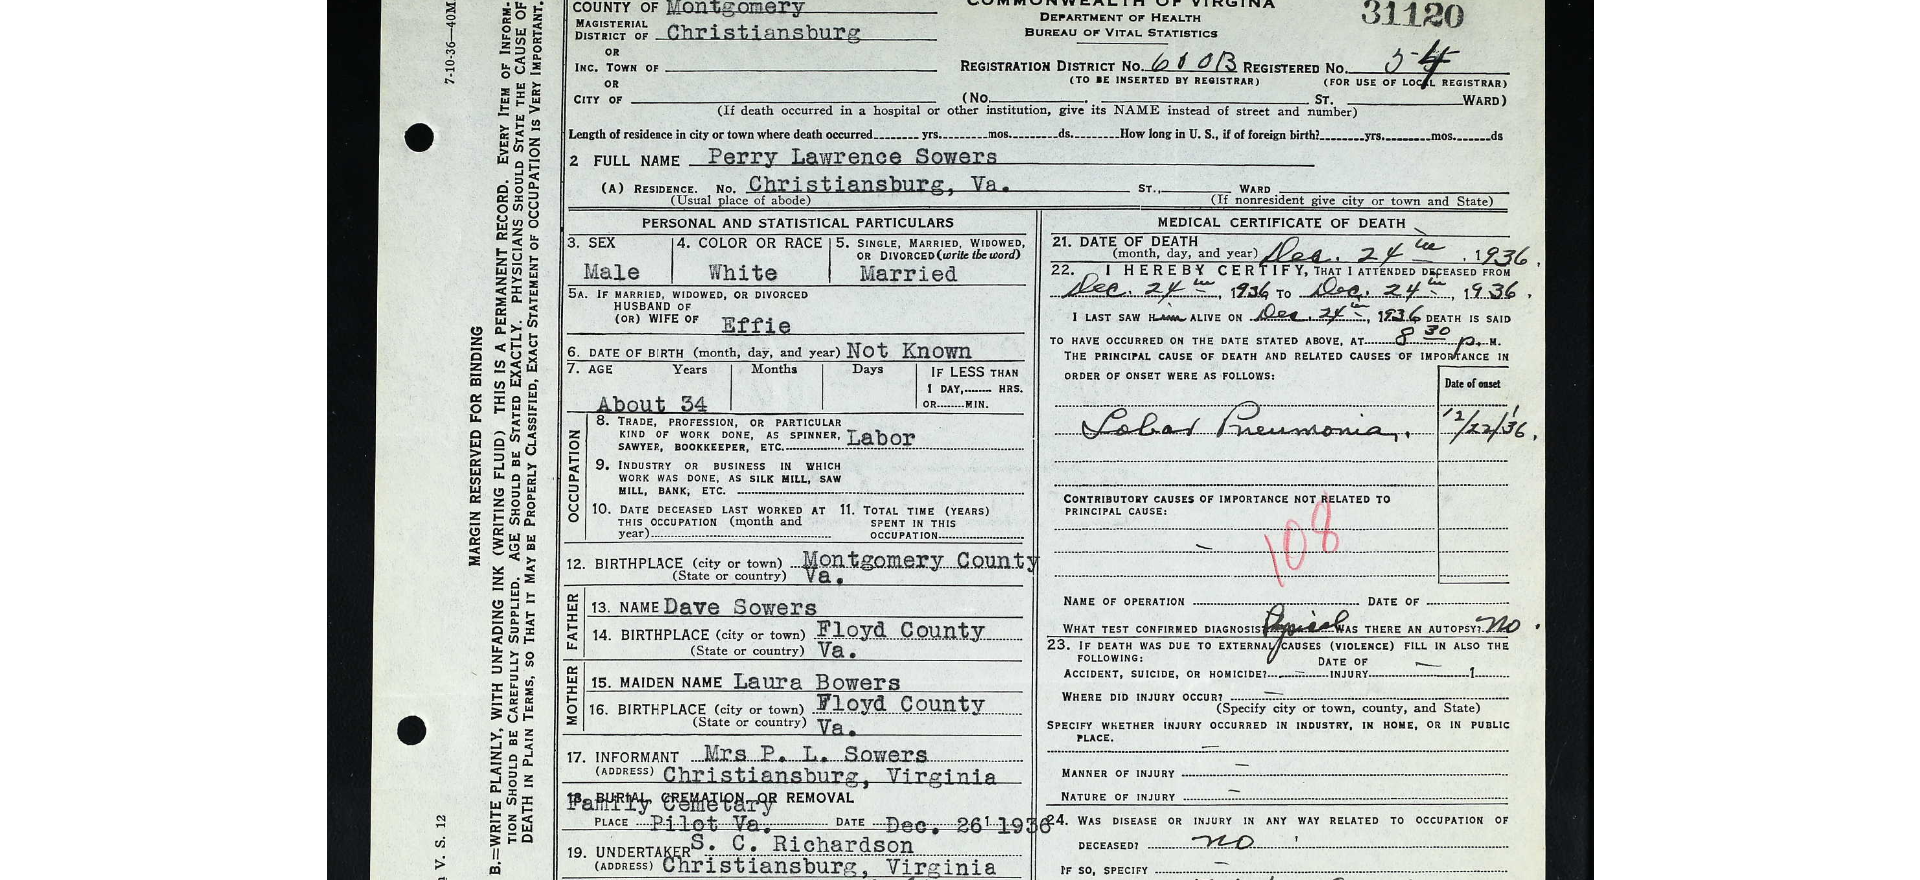 COUNTY OF Montgomery
COMMONWEALTH OF VIRGINIA
31120
MAGISTERIAL
DISTRICT OF Christiansburg
DEPARTMENT OF HEALTH
BUREAU OF VITAL STATISTICS
OR
INC. TOWN OF
REGISTRATION DISTRICT No. 610B REGISTERED No. 54
(TO BE INSERTED BY REGISTRAR) (FOR USE OF LOCAL REGISTRAR)
OR
CITY OF (No. ST. WARD)
(If death occurred in a hospital or other institution, give its NAME instead of street and number)
Length of residence in city or town where death occurred yrs. mos. ds. How long in U. S., if of foreign birth? yrs. mos. ds
2 FULL NAME Perry Lawrence Sowers
(A) RESIDENCE. No. Christiansburg, Va. ST., WARD
(Usual place of abode) (If nonresident give city or town and State)
PERSONAL AND STATISTICAL PARTICULARS
3. SEX 4. COLOR OR RACE 5. SINGLE, MARRIED, WIDOWED,
OR DIVORCED (write the word)
Male White Married
5A. IF MARRIED, WIDOWED, OR DIVORCED
HUSBAND OF
(OR) WIFE OF Effie
6. DATE OF BIRTH (month, day, and year) Not Known
7. AGE Years Months Days IF LESS THAN
1 DAY, HRS.
OR MIN.
About 34
OCCUPATION
8. TRADE, PROFESSION, OR PARTICULAR
KIND OF WORK DONE, AS SPINNER,
SAWYER, BOOKKEEPER, ETC. Labor
9. INDUSTRY OR BUSINESS IN WHICH
WORK WAS DONE, AS SILK MILL, SAW
MILL, BANK, ETC.
10. DATE DECEASED LAST WORKED AT
THIS OCCUPATION (month and
year)
11. TOTAL TIME (YEARS)
SPENT IN THIS
OCCUPATION
12. BIRTHPLACE (city or town) Montgomery County
(State or country) Va.
FATHER
13. NAME Dave Sowers
14. BIRTHPLACE (city or town) Floyd County
(State or country) Va.
MOTHER
15. MAIDEN NAME Laura Bowers
16. BIRTHPLACE (city or town) Floyd County
(State or country) Va.
17. INFORMANT Mrs P. L. Sowers
(ADDRESS) Christiansburg, Virginia
18. BURIAL CREMATION OR REMOVAL
Family Cemetary
PLACE Pilot Va. DATE Dec. 26 1936
19. UNDERTAKER S. C. Richardson
(ADDRESS) Christiansburg, Virginia
MEDICAL CERTIFICATE OF DEATH
21. DATE OF DEATH
(month, day, and year) Dec. 24th, 1936.
22. I HEREBY CERTIFY, THAT I ATTENDED DECEASED FROM
Dec. 24th, 1936 TO Dec. 24th, 1936.
I LAST SAW Him ALIVE ON Dec. 24th, 1936 DEATH IS SAID
TO HAVE OCCURRED ON THE DATE STATED ABOVE, AT 8 30 P. M.
THE PRINCIPAL CAUSE OF DEATH AND RELATED CAUSES OF IMPORTANCE IN
ORDER OF ONSET WERE AS FOLLOWS:
Date of onset
Lobar Pneumonia. 12/22/36.
CONTRIBUTORY CAUSES OF IMPORTANCE NOT RELATED TO
PRINCIPAL CAUSE:
108
NAME OF OPERATION DATE OF
WHAT TEST CONFIRMED DIAGNOSIS Physical WAS THERE AN AUTOPSY? No.
23. IF DEATH WAS DUE TO EXTERNAL CAUSES (VIOLENCE) FILL IN ALSO THE
FOLLOWING: DATE OF
ACCIDENT, SUICIDE, OR HOMICIDE? INJURY 1
WHERE DID INJURY OCCUR?
(Specify city or town, county, and State)
SPECIFY WHETHER INJURY OCCURRED IN INDUSTRY, IN HOME, OR IN PUBLIC
PLACE.
MANNER OF INJURY
NATURE OF INJURY
24. WAS DISEASE OR INJURY IN ANY WAY RELATED TO OCCUPATION OF
DECEASED? no
IF SO, SPECIFY
MARGIN RESERVED FOR BINDING
B.=WRITE PLAINLY, WITH UNFADING INK (WRITING FLUID) THIS IS A PERMANENT RECORD. EVERY ITEM OF INFORM-
TION SHOULD BE CAREFULLY SUPPLIED. AGE SHOULD BE STATED EXACTLY. PHYSICIANS SHOULD STATE THE CAUSE OF
DEATH IN PLAIN TERMS, SO THAT IT MAY BE PROPERLY CLASSIFIED, EXACT STATEMENT OF OCCUPATION IS VERY IMPORTANT.
V. S. 12
7-10-36—40M